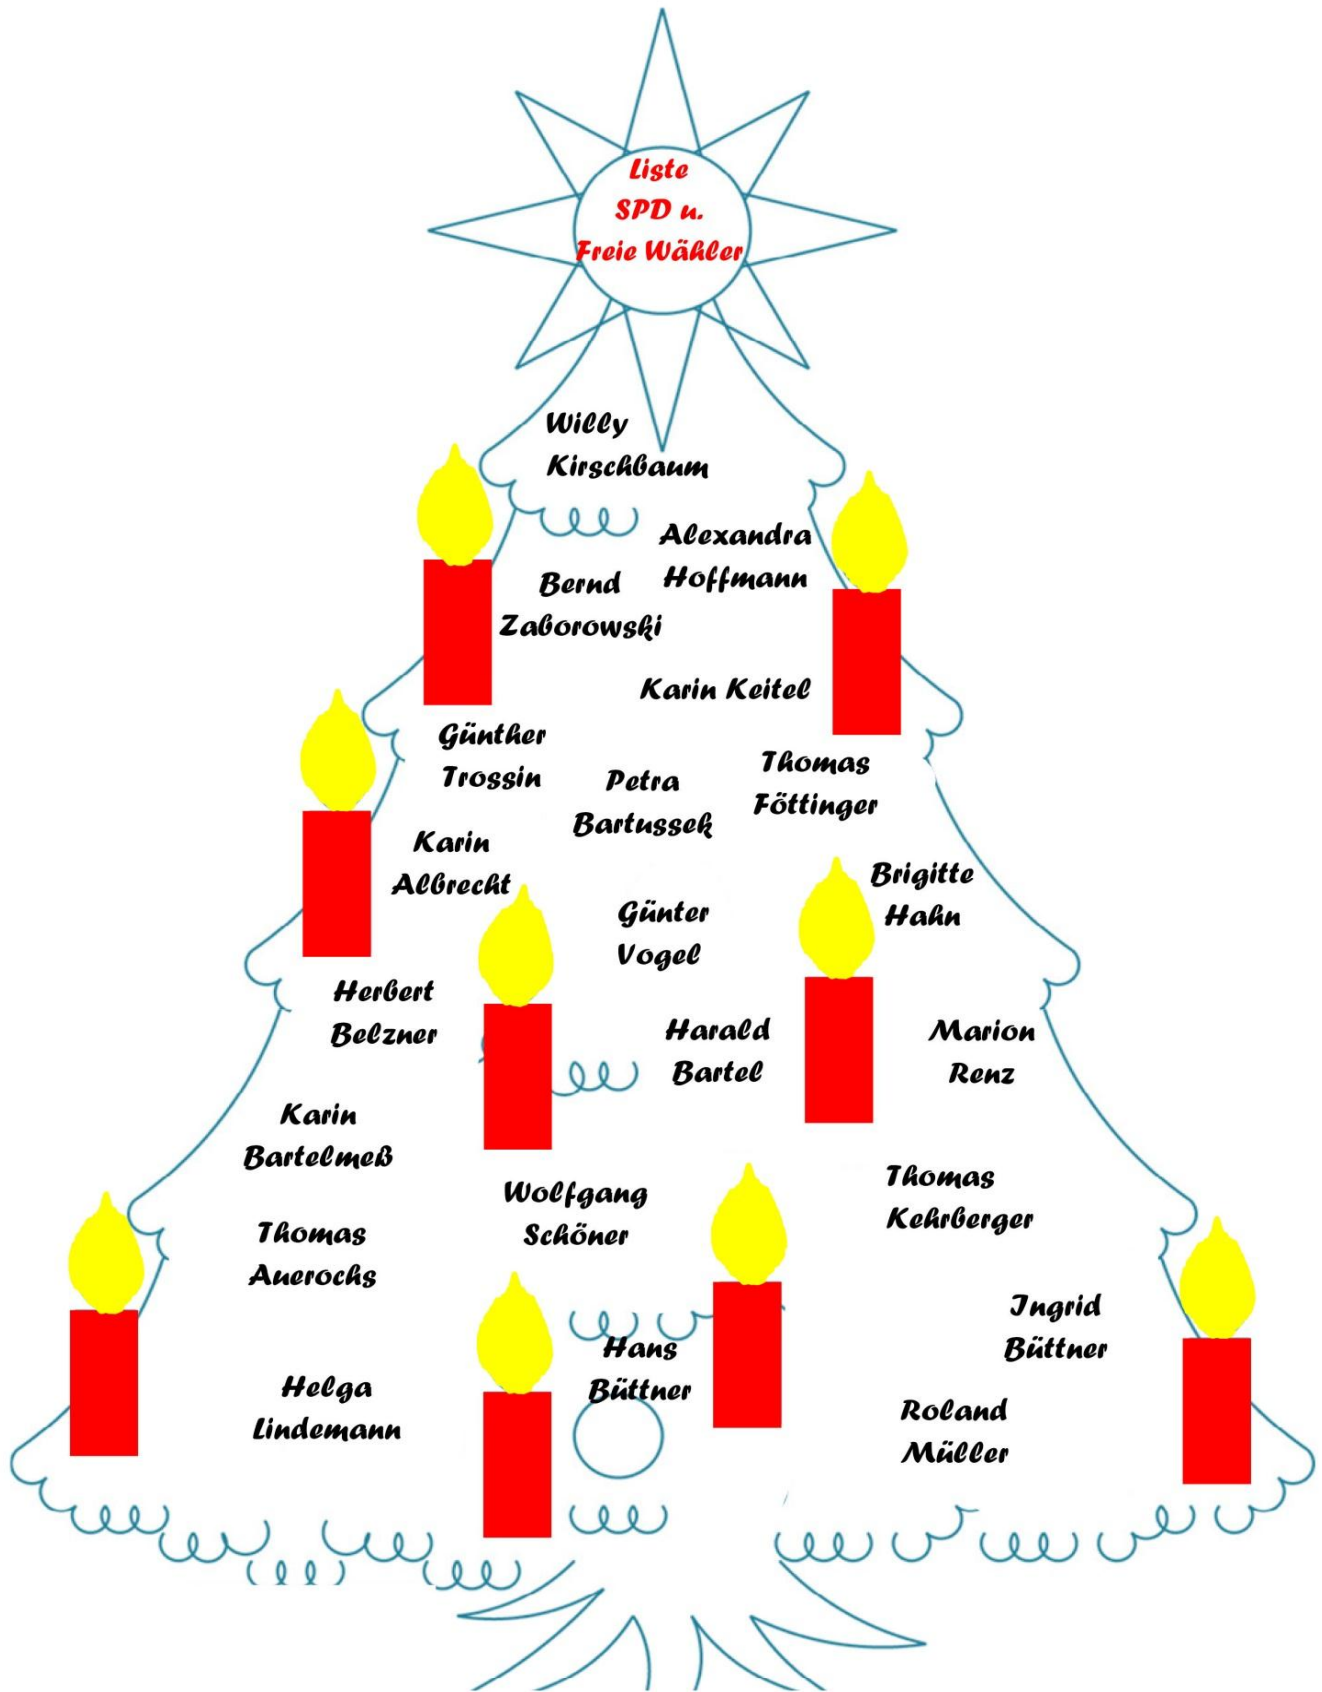 Liste
SPD u.
Freie Wähler
Willy
Kirschbaum
Alexandra
Hoffmann
Bernd
Zaborowski
Karin Keitel
Günther
Trossin
Thomas
Föttinger
Petra
Bartussek
Karin
Albrecht
Brigitte
Hahn
Günter
Vogel
Herbert
Belzner
Harald
Bartel
Marion
Renz
Karin
Bartelmeß
Thomas
Kehrberger
Wolfgang
Schöner
Thomas
Auerochs
Ingrid
Büttner
Hans
Büttner
Helga
Lindemann
Roland
Müller